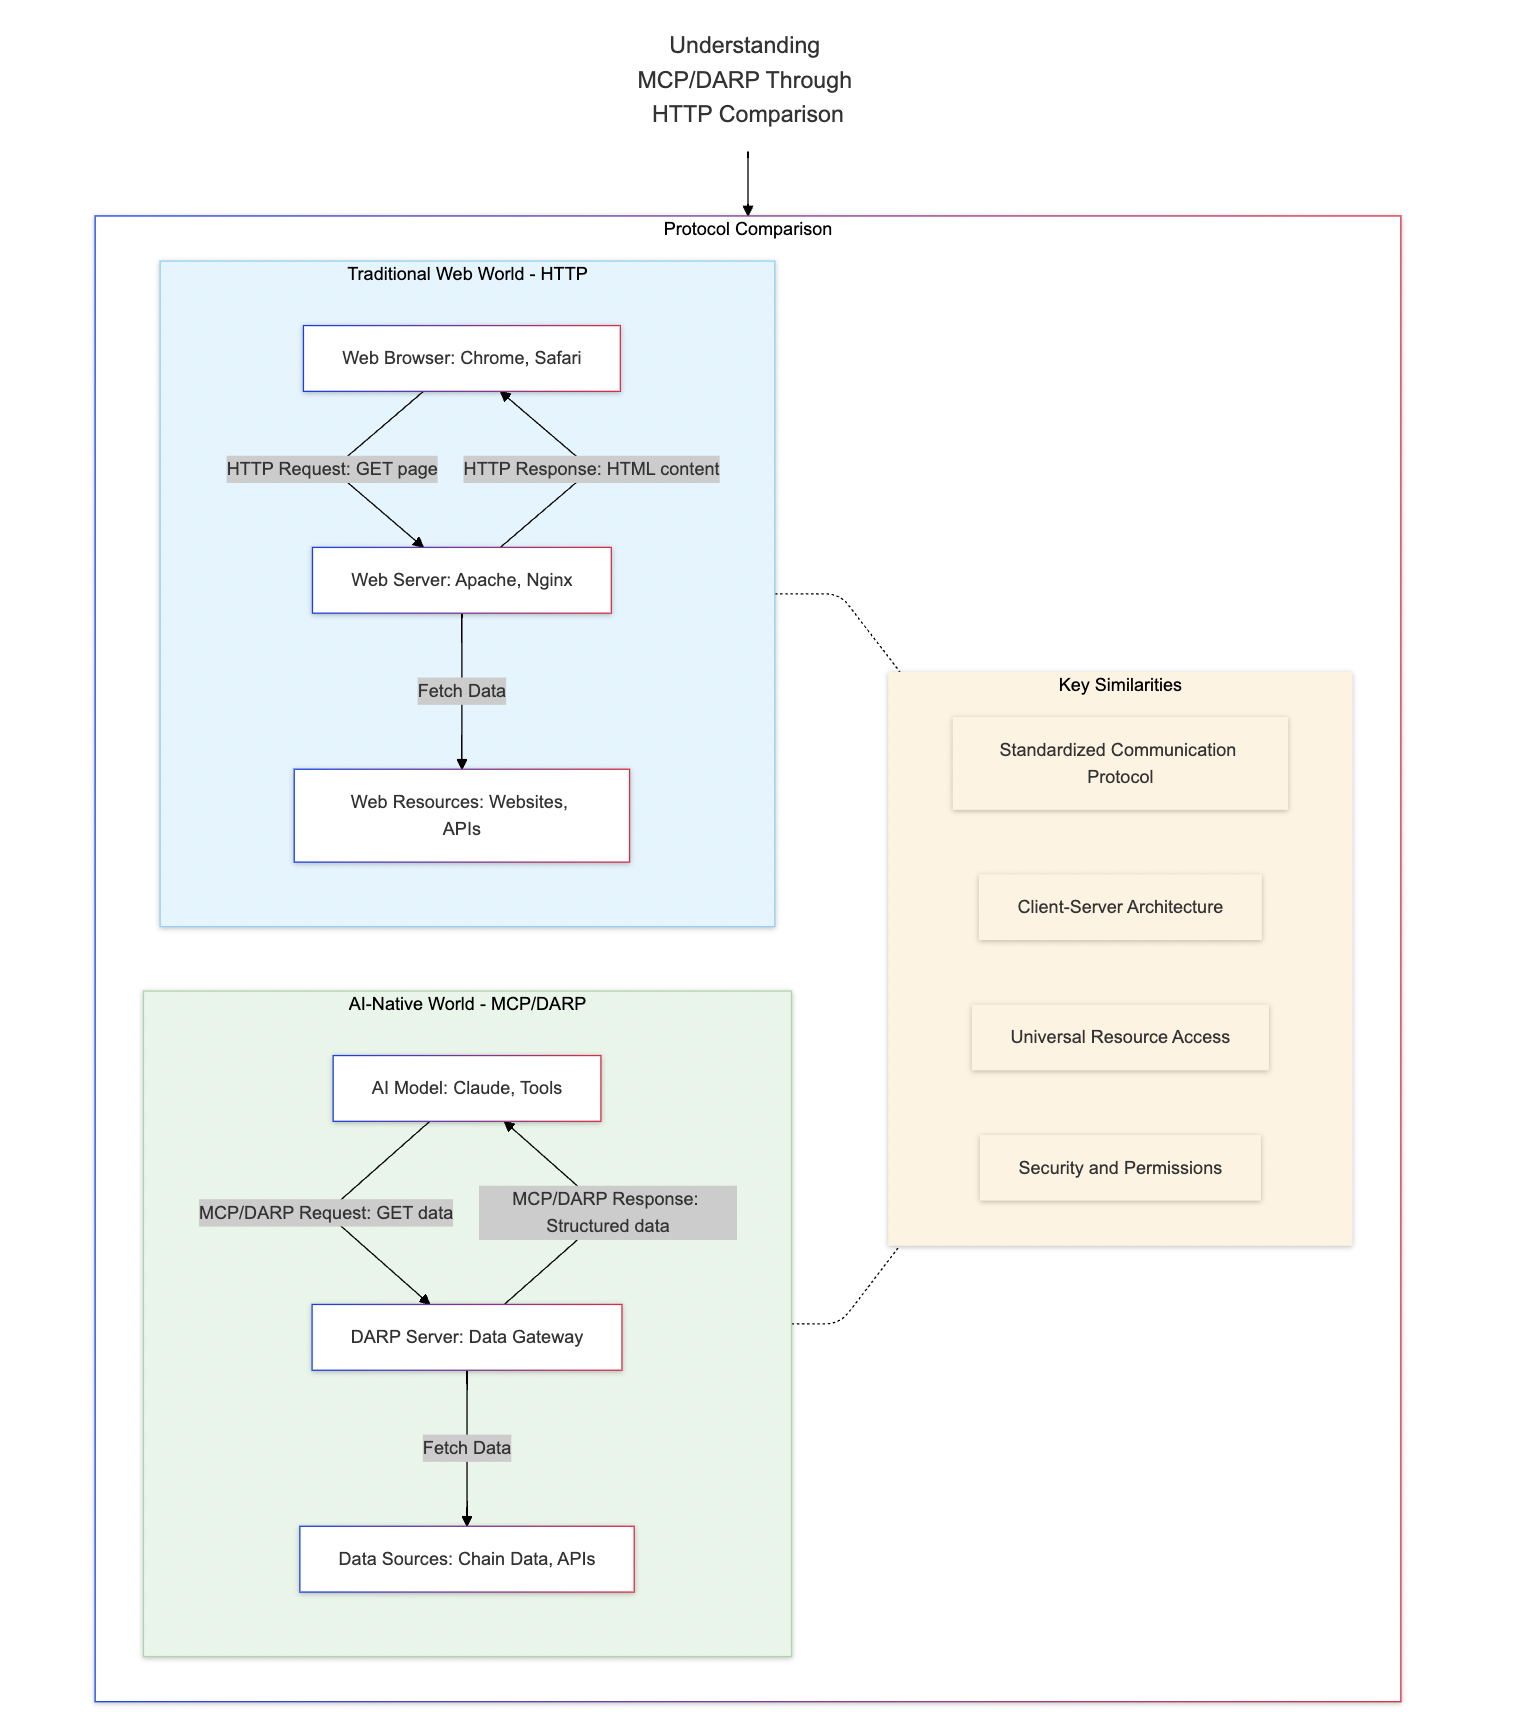 Understanding
MCP/DARP Through
HTTP Comparison
Protocol Comparison
Traditional Web World - HTTP
Web Browser: Chrome, Safari
HTTP Request: GET page
HTTP Response: HTML content
Web Server: Apache, Nginx
Fetch Data
Web Resources: Websites,
APIs
Key Similarities
Standardized Communication
Protocol
Client-Server Architecture
Universal Resource Access
Security and Permissions
AI-Native World - MCP/DARP
AI Model: Claude, Tools
MCP/DARP Request: GET data
MCP/DARP Response:
Structured data
DARP Server: Data Gateway
Fetch Data
Data Sources: Chain Data, APIs